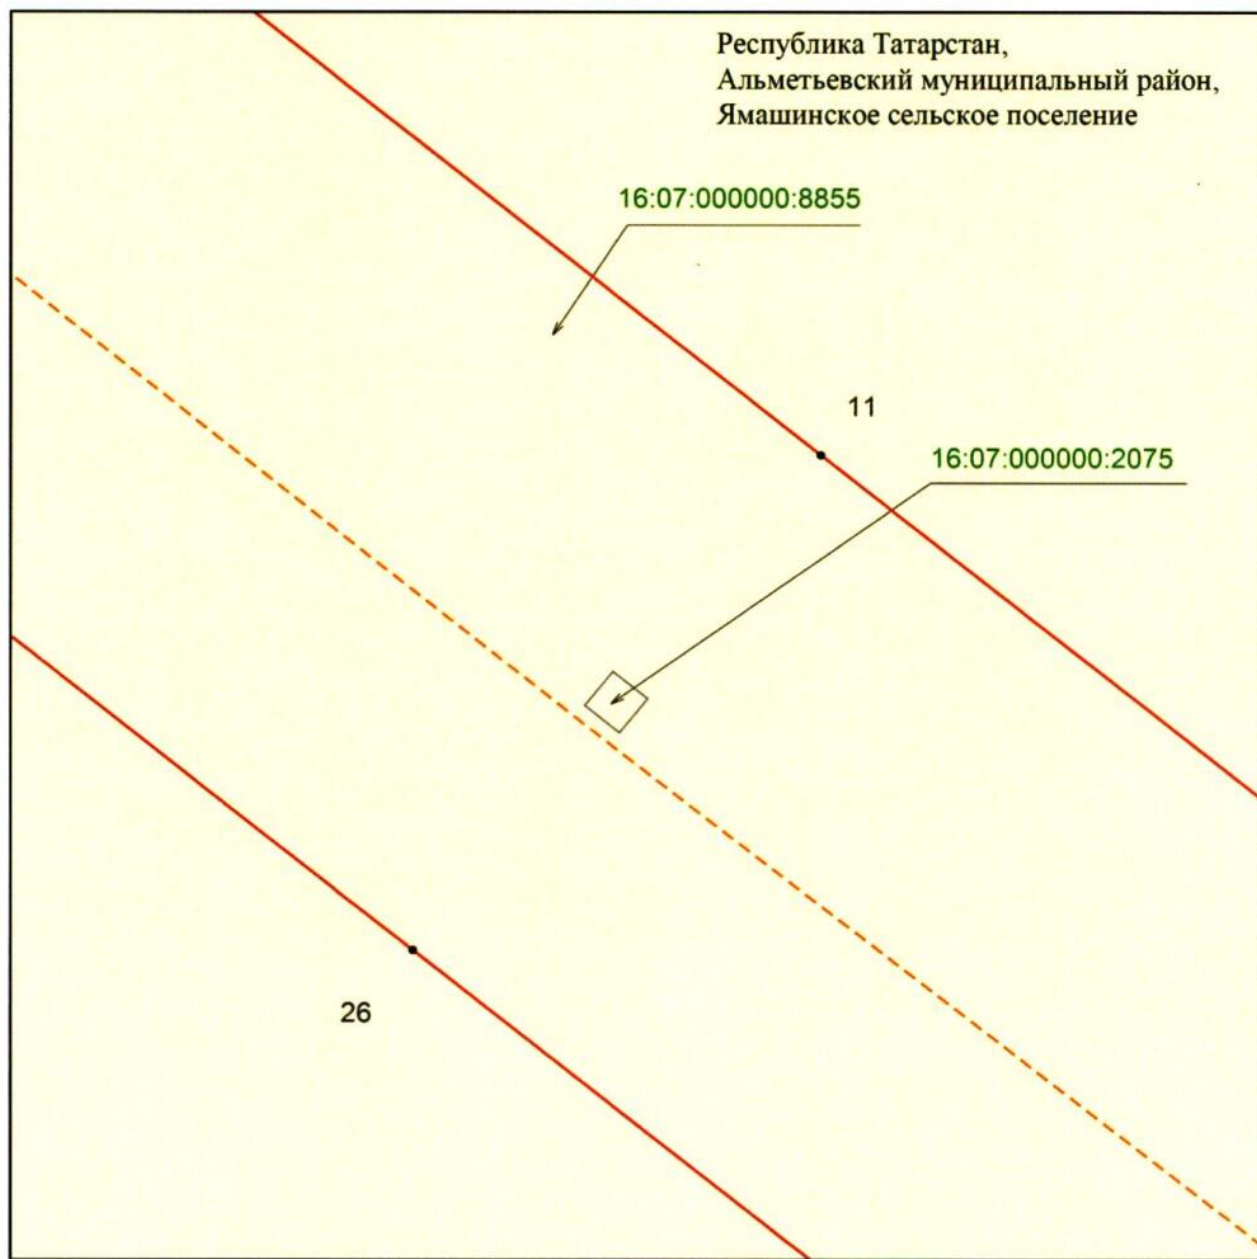 Республика Татарстан,
Альметьевский муниципальный район,
Ямашинское сельское поселение
16:07:000000:8855
11
16:07:000000:2075
26